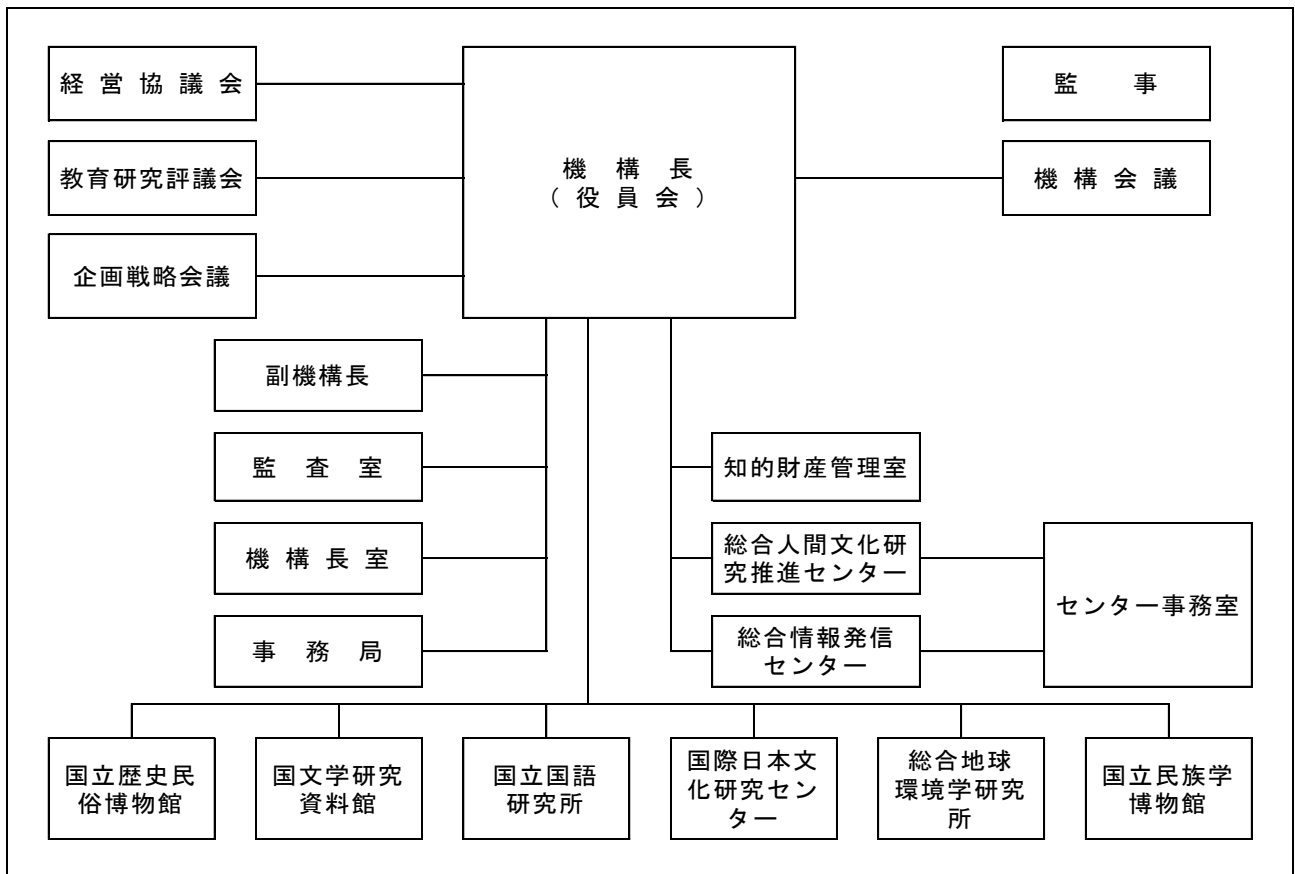 経営協議会
監事
教育研究評議会
機構長
（役員会）
機構会議
企画戦略会議
副機構長
監査室
知的財産管理室
機構長室
総合人間文化研
究推進センター
センター事務室
事務局
総合情報発信
センター
国立歴史民
俗博物館
国文学研究
資料館
国立国語
研究所
国際日本文
化研究セン
ター
総合地球
環境学研究
所
国立民族学
博物館